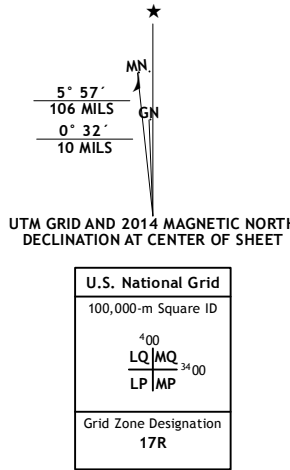 ★
MN.
5° 57´
106 MILS
GN
0° 32´
10 MILS
UTM GRID AND 2014 MAGNETIC NORTH
DECLINATION AT CENTER OF SHEET
U.S. National Grid
100,000-m Square ID
400
LQ MQ
3400
LP MP
Grid Zone Designation
17R